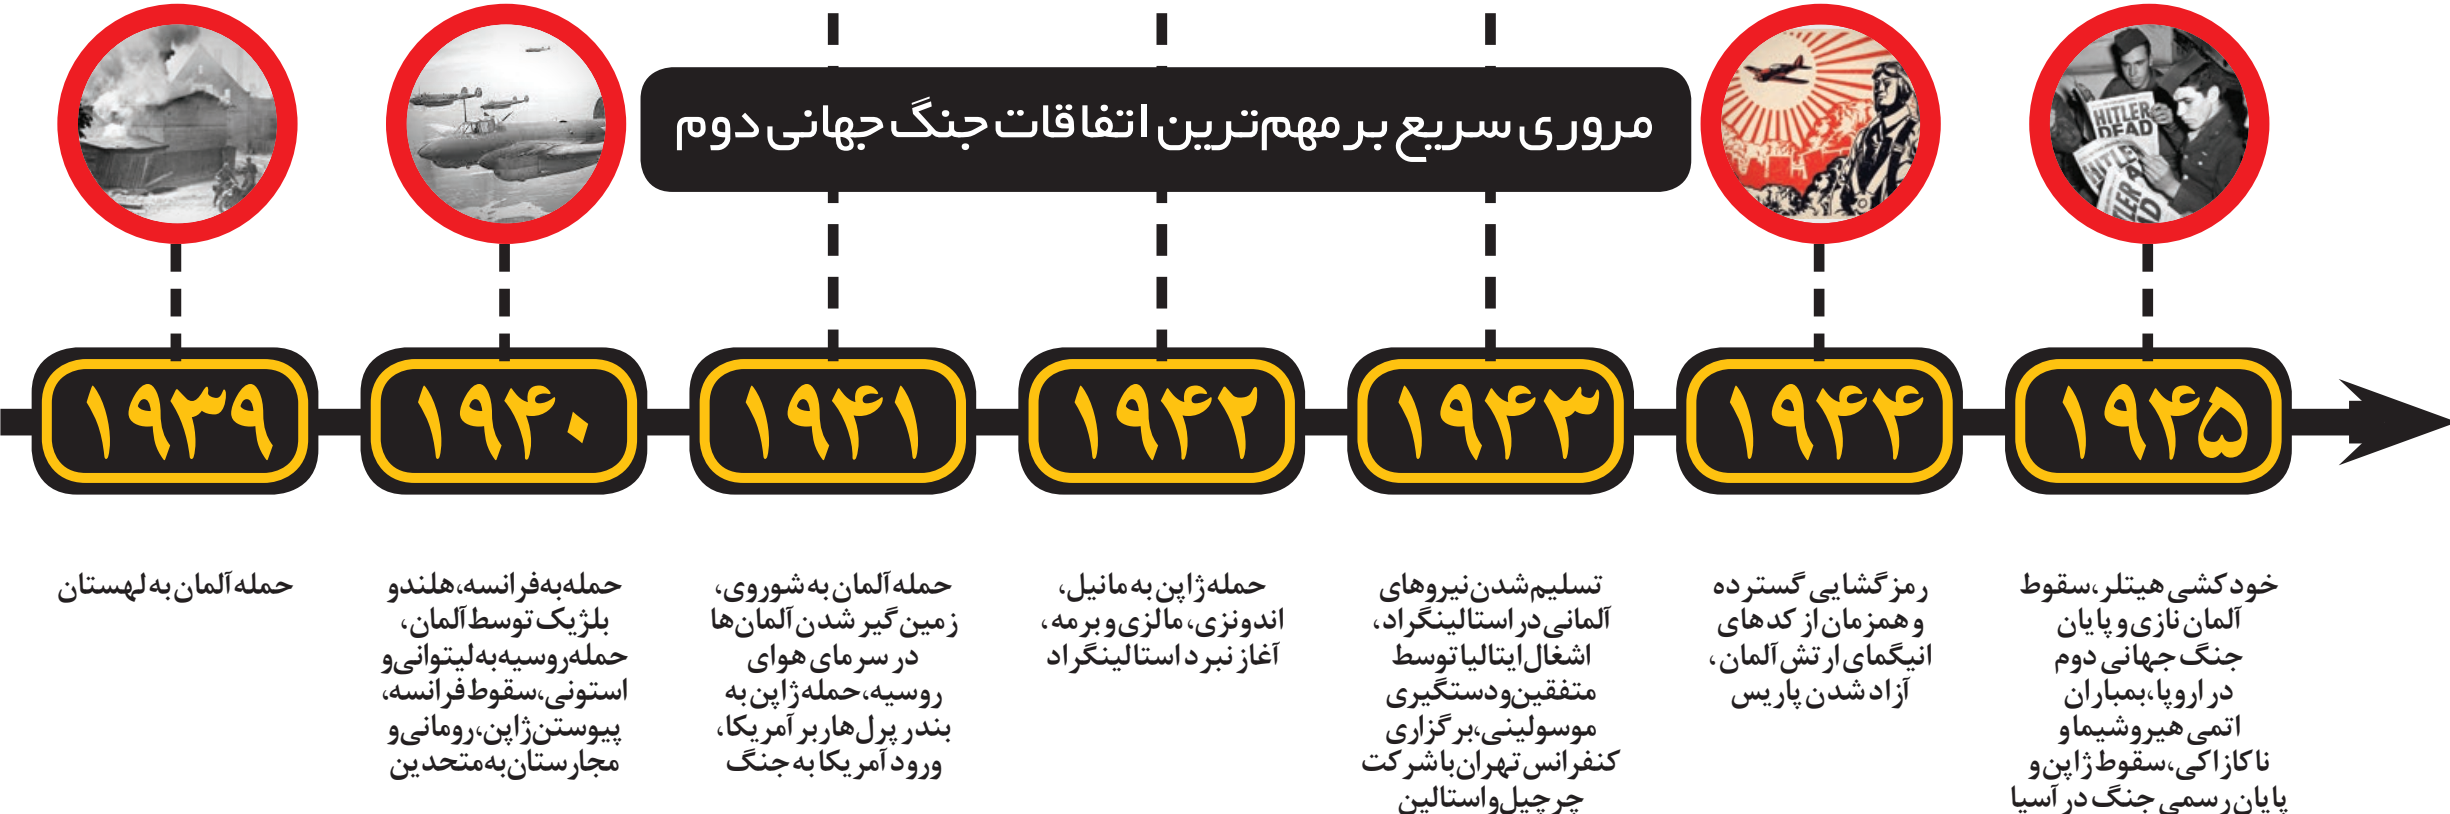 مروری سریع بر مهم‌ترین اتفاقات جنگ جهانی دوم
HITLER
DEAD
HITLER
DEAD
۱۹۳۹
حمله آلمان به لهستان
۱۹۴۰
حمله به فرانسه، هلند و
بلژیک توسط آلمان،
حمله روسیه به لیتوانی و
استونی، سقوط فرانسه،
پیوستن ژاپن، رومانی و
مجارستان به متحدین
۱۹۴۱
حمله آلمان به شوروی،
زمین‌گیر شدن آلمان‌ها
در سرمای هوای
روسیه، حمله ژاپن به
بندر پرل‌هاربر آمریکا،
ورود آمریکا به جنگ
۱۹۴۲
حمله ژاپن به مانیل،
اندونزی، مالزی و برمه،
آغاز نبرد استالینگراد
۱۹۴۳
تسلیم شدن نیروهای
آلمانی در استالینگراد،
اشغال ایتالیا توسط
متفقین و دستگیری
موسولینی، برگزاری
کنفرانس تهران با شرکت
چرچیل و استالین
۱۹۴۴
رمزگشایی گسترده
و همزمان از کدهای
انیگمای ارتش آلمان،
آزاد شدن پاریس
۱۹۴۵
خودکشی هیتلر، سقوط
آلمان نازی و پایان
جنگ جهانی دوم
در اروپا، بمباران
اتمی هیروشیما و
ناکازاکی، سقوط ژاپن و
پایان رسمی جنگ در آسیا